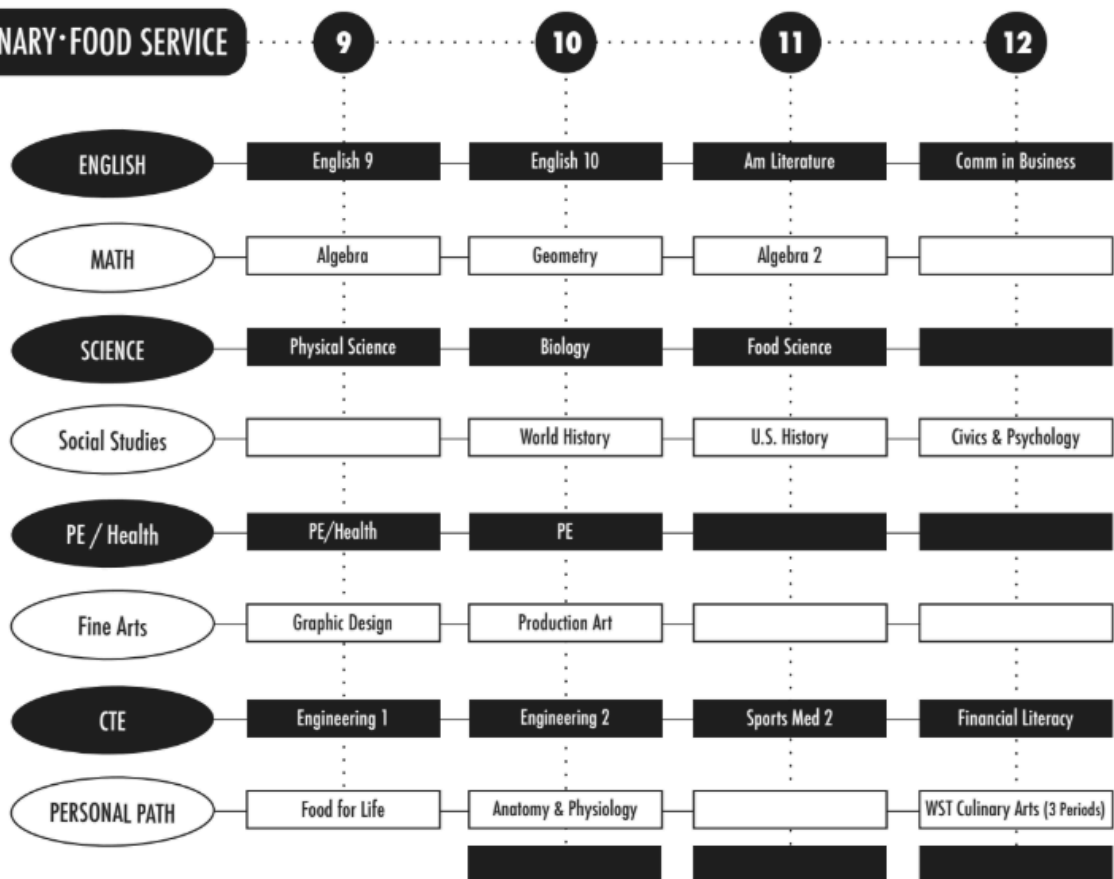 NARY·FOOD SERVICE 9 10 11 12
ENGLISH English 9 English 10 Am Literature Comm in Business
MATH Algebra Geometry Algebra 2
SCIENCE Physical Science Biology Food Science
Social Studies World History U.S. History Civics & Psychology
PE / Health PE/Health PE
Fine Arts Graphic Design Production Art
CTE Engineering 1 Engineering 2 Sports Med 2 Financial Literacy
PERSONAL PATH Food for Life Anatomy & Physiology WST Culinary Arts (3 Periods)